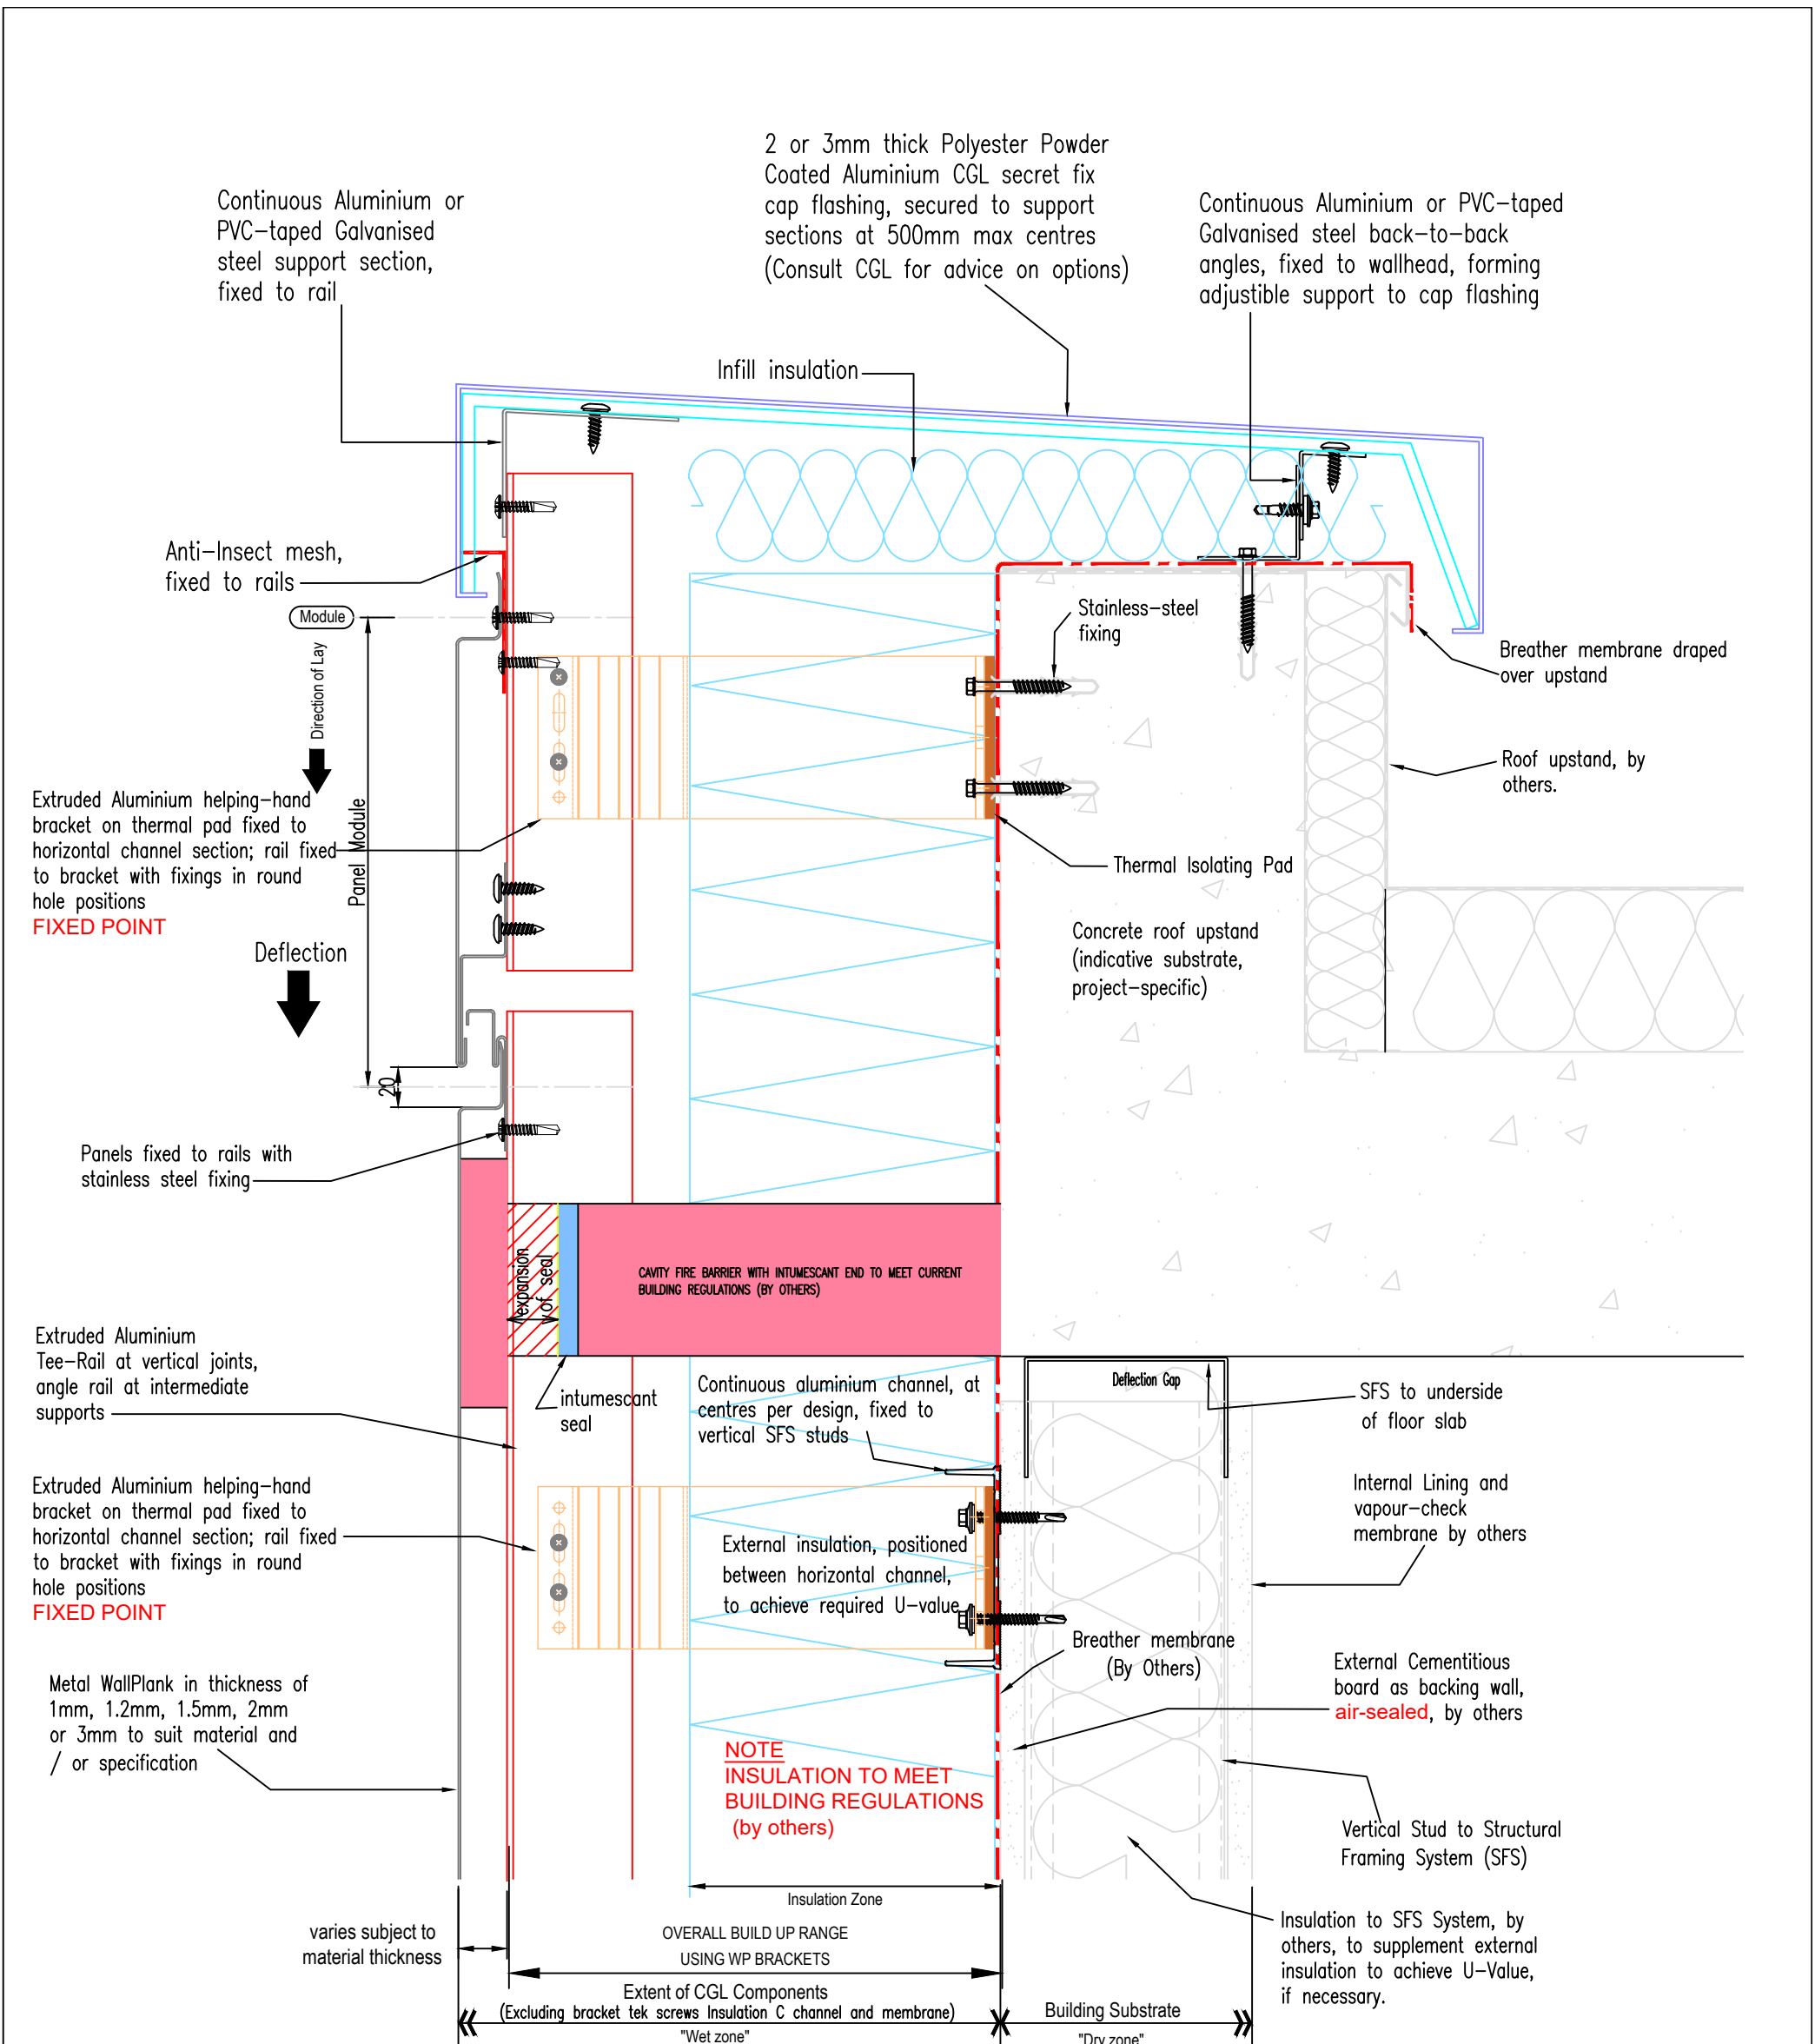 2 or 3mm thick Polyester Powder
Coated Aluminium CGL secret fix
cap flashing, secured to support
sections at 500mm max centres
(Consult CGL for advice on options)
Continuous Aluminium or
PVC-taped Galvanised
steel support section,
fixed to rail
Continuous Aluminium or PVC-taped
Galvanised steel back-to-back
angles, fixed to wallhead, forming
adjustible support to cap flashing
Infill insulation
Anti-Insect mesh,
fixed to rails
Module
Direction of Lay
Stainless-steel
fixing
Breather membrane draped
over upstand
Roof upstand, by
others.
Extruded Aluminium helping-hand
bracket on thermal pad fixed to
horizontal channel section; rail fixed
to bracket with fixings in round
hole positions
FIXED POINT
Panel Module
Thermal Isolating Pad
Concrete roof upstand
(indicative substrate,
project-specific)
Deflection
20
Panels fixed to rails with
stainless steel fixing
expansion
of seal
CAVITY FIRE BARRIER WITH INTUMESCANT END TO MEET CURRENT
BUILDING REGULATIONS (BY OTHERS)
Extruded Aluminium
Tee-Rail at vertical joints,
angle rail at intermediate
supports
intumescant
seal
Continuous aluminium channel, at
centres per design, fixed to
vertical SFS studs
Deflection Gap
SFS to underside
of floor slab
Extruded Aluminium helping-hand
bracket on thermal pad fixed to
horizontal channel section; rail fixed
to bracket with fixings in round
hole positions
FIXED POINT
External insulation, positioned
between horizontal channel,
to achieve required U-value
Internal Lining and
vapour-check
membrane by others
Breather membrane
(By Others)
External Cementitious
board as backing wall,
air-sealed, by others
Metal WallPlank in thickness of
1mm, 1.2mm, 1.5mm, 2mm
or 3mm to suit material and
/ or specification
NOTE
INSULATION TO MEET
BUILDING REGULATIONS
(by others)
Vertical Stud to Structural
Framing System (SFS)
Insulation Zone
varies subject to
material thickness
OVERALL BUILD UP RANGE
USING WP BRACKETS
Insulation to SFS System, by
others, to supplement external
insulation to achieve U-Value,
if necessary.
Extent of CGL Components
(Excluding bracket tek screws Insulation C channel and membrane)
"Wet zone"
Building Substrate
"Dry zone"